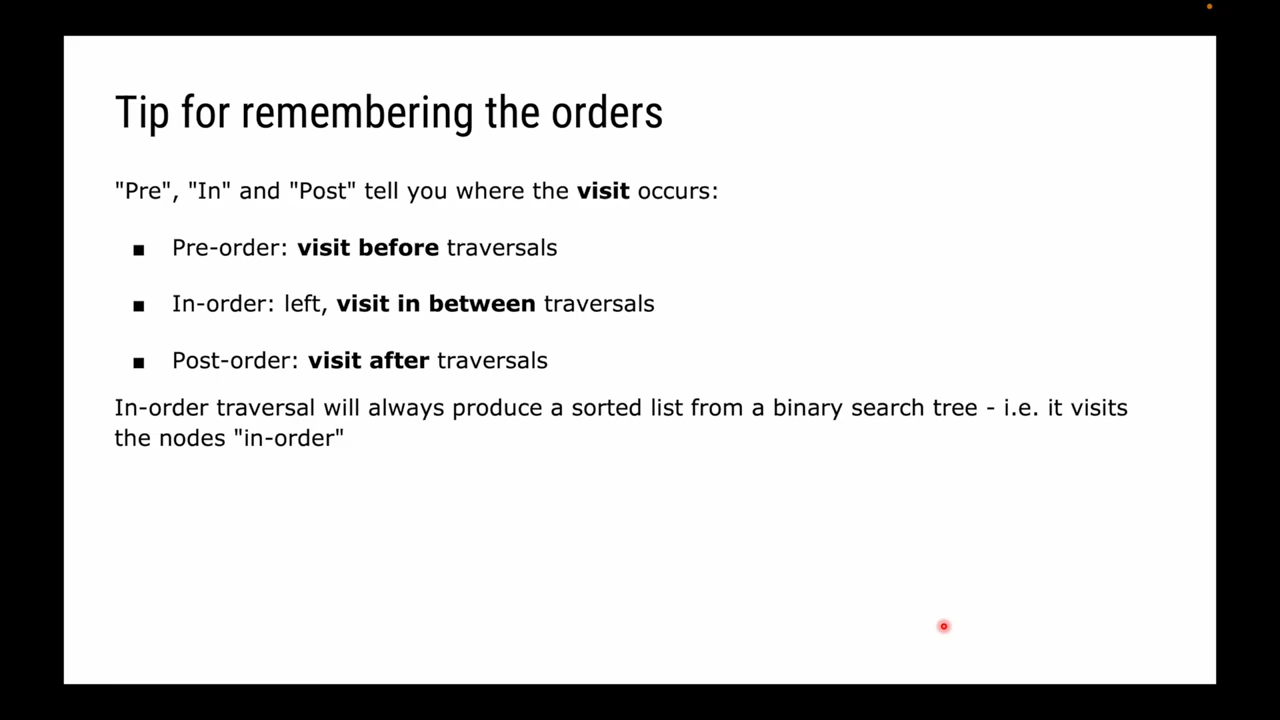 Tip for remembering the orders
"Pre", "In" and "Post" tell you where the visit occurs:
▪ Pre-order: visit before traversals
▪ In-order: left, visit in between traversals
▪ Post-order: visit after traversals
In-order traversal will always produce a sorted list from a binary search tree - i.e. it visits
the nodes "in-order"